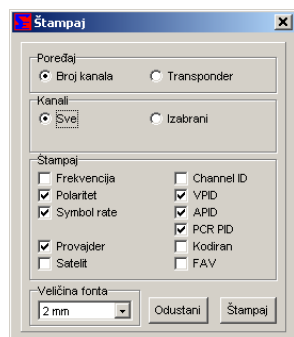 Štampaj
Poređaj
Broj kanala Transponder
Kanali
Sve Izabrani
Štampaj
Frekvencija Channel ID
Polaritet VPID
Symbol rate APID
PCR PID
Provajder Kodiran
Satelit FAV
Veličina fonta
2 mm Odustani Štampaj